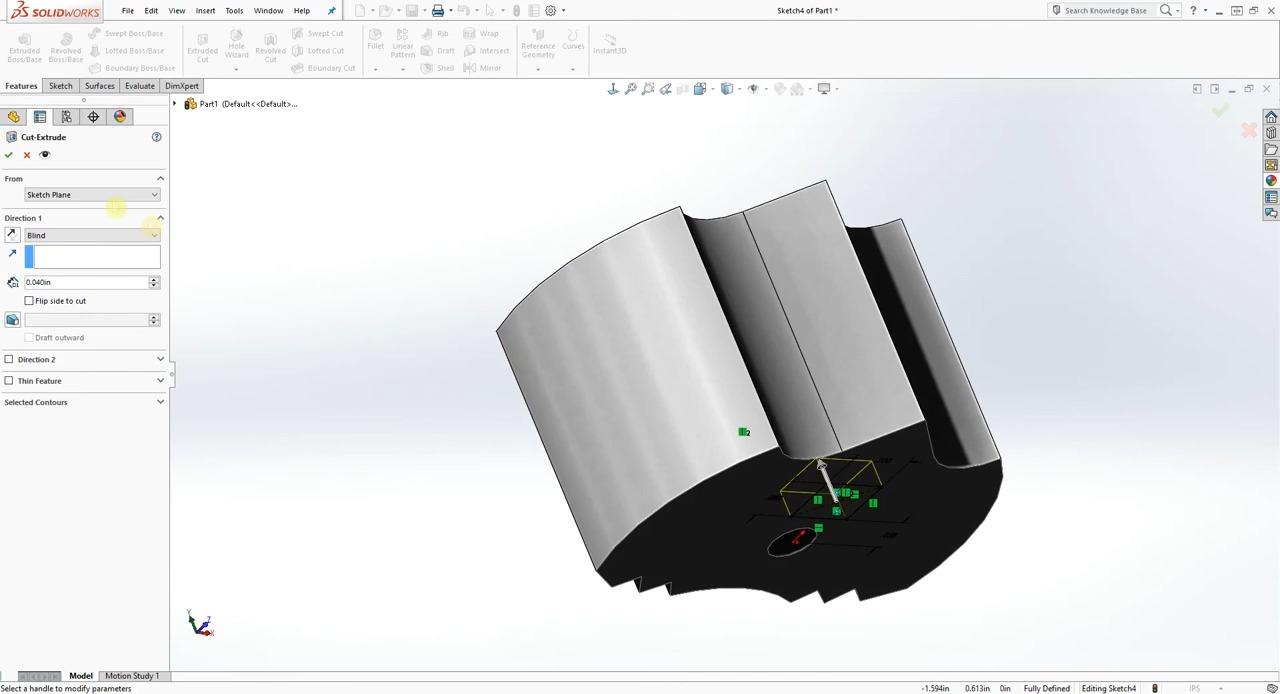 SOLIDWORKS
File Edit View Insert Tools Window Help
Sketch4 of Part1 *
Search Knowledge Base
Extruded Boss/Base
Revolved Boss/Base
Swept Boss/Base
Lofted Boss/Base
Boundary Boss/Base
Extruded Cut
Hole Wizard
Revolved Cut
Swept Cut
Lofted Cut
Boundary Cut
Fillet
Linear Pattern
Rib
Draft
Shell
Wrap
Intersect
Mirror
Reference Geometry
Curves
Instant3D
Features Sketch Surfaces Evaluate DimXpert
Part1 (Default<<Default>...
Cut-Extrude
From
Sketch Plane
Direction 1
Blind
0.040in
Flip side to cut
Draft outward
Direction 2
Thin Feature
Selected Contours
2
Y
Z
X
Model Motion Study 1
Select a handle to modify parameters
-1.594in 0.613in 0in Fully Defined Editing Sketch4 IPS